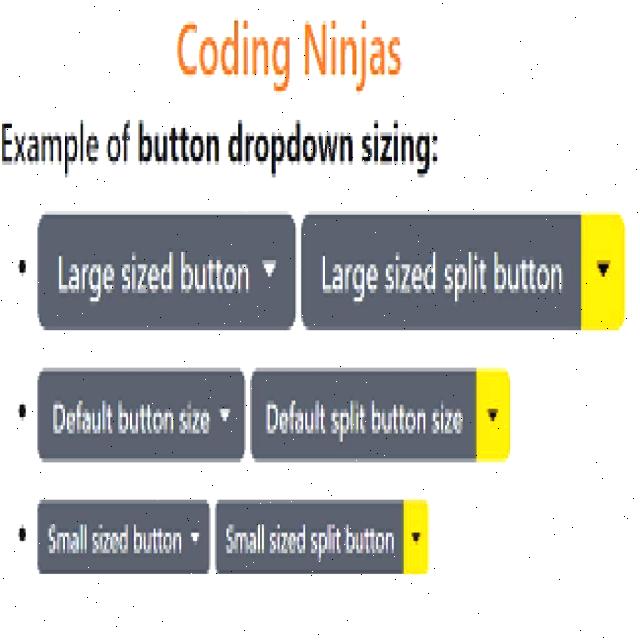 Coding Ninjas
Example of button dropdown sizing:
Large sized button Large sized split button
Default button size Default split button size
Small sized button Small sized split button